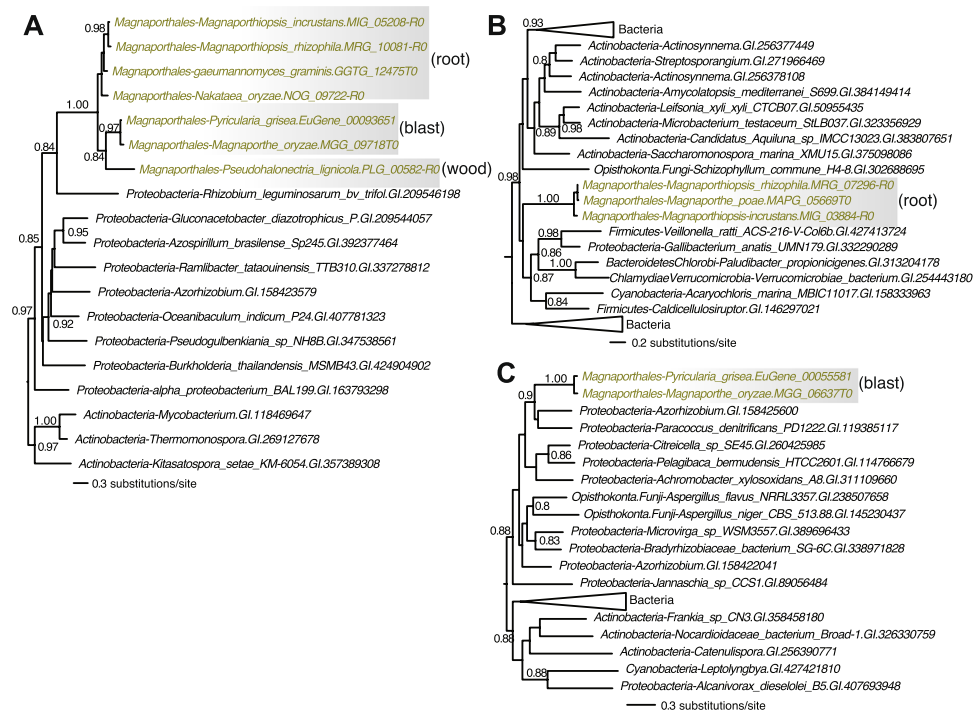 A
0.98
Magnaporthales-Magnaporthiopsis_incrustans.MIG_05208-R0
Magnaporthales-Magnaporthiopsis_rhizophila.MRG_10081-R0
(root)
Magnaporthales-gaeumannomyces_graminis.GGTG_12475T0
Magnaporthales-Nakataea_oryzae.NOG_09722-R0
1.00
Magnaporthales-Pyricularia_grisea.EuGene_00093651
0.97
(blast)
Magnaporthales-Magnaporthe_oryzae.MGG_09718T0
0.84
0.84
Magnaporthales-Pseudohalonectria_lignicola.PLG_00582-R0
(wood)
Proteobacteria-Rhizobium_leguminosarum_bv_trifol.GI.209546198
Proteobacteria-Gluconacetobacter_diazotrophicus_P.GI.209544057
0.95
0.85
Proteobacteria-Azospirillum_brasilense_Sp245.GI.392377464
Proteobacteria-Ramlibacter_tataouinensis_TTB310.GI.337278812
Proteobacteria-Azorhizobium.GI.158423579
0.97
Proteobacteria-Oceanibaculum_indicum_P24.GI.407781323
0.92
Proteobacteria-Pseudogulbenkiania_sp_NH8B.GI.347538561
Proteobacteria-Burkholderia_thailandensis_MSMB43.GI.424904902
Proteobacteria-alpha_proteobacterium_BAL199.GI.163793298
Actinobacteria-Mycobacterium.GI.118469647
1.00
Actinobacteria-Thermomonospora.GI.269127678
0.97
Actinobacteria-Kitasatospora_setae_KM-6054.GI.357389308
0.3 substitutions/site
B
0.93
Bacteria
Actinobacteria-Actinosynnema.GI.256377449
0.8
Actinobacteria-Streptosporangium.GI.271966469
Actinobacteria-Actinosynnema.GI.256378108
Actinobacteria-Amycolatopsis_mediterranei_S699.GI.384149414
Actinobacteria-Leifsonia_xyli_xyli_CTCB07.GI.50955435
0.98
Actinobacteria-Microbacterium_testaceum_StLB037.GI.323356929
0.89
Actinobacteria-Candidatus_Aquiluna_sp_IMCC13023.GI.383807651
Actinobacteria-Saccharomonospora_marina_XMU15.GI.375098086
Opisthokonta.Fungi-Schizophyllum_commune_H4-8.GI.302688695
0.98
Magnaporthales-Magnaporthiopsis_rhizophila.MRG_07296-R0
1.00
Magnaporthales-Magnaporthe_poae.MAPG_05669T0
(root)
Magnaporthales-Magnaporthiopsis-incrustans.MIG_03884-R0
Firmicutes-Veillonella_ratti_ACS-216-V-Col6b.GI.427413724
0.98
Proteobacteria-Gallibacterium_anatis_UMN179.GI.332290289
0.86
BacteroidetesChlorobi-Paludibacter_propionicigenes.GI.313204178
1.00
0.87
ChlamydiaeVerrucomicrobia-Verrucomicrobiae_bacterium.GI.254443180
Cyanobacteria-Acaryochloris_marina_MBIC11017.GI.158333963
0.84
Firmicutes-Caldicellulosiruptor.GI.146297021
Bacteria
0.2 substitutions/site
C
1.00
Magnaporthales-Pyricularia_grisea.EuGene_00055581
(blast)
Magnaporthales-Magnaporthe_oryzae.MGG_06637T0
0.9
Proteobacteria-Azorhizobium.GI.158425600
Proteobacteria-Paracoccus_denitrificans_PD1222.GI.119385117
Proteobacteria-Citreicella_sp_SE45.GI.260425985
0.86
Proteobacteria-Pelagibaca_bermudensis_HTCC2601.GI.114766679
Proteobacteria-Achromobacter_xylosoxidans_A8.GI.311109660
Opisthokonta.Funji-Aspergillus_flavus_NRRL3357.GI.238507658
0.8
Opisthokonta.Funji-Aspergillus_niger_CBS_513.88.GI.145230437
0.88
Proteobacteria-Microvirga_sp_WSM3557.GI.389696433
0.83
Proteobacteria-Bradyrhizobiaceae_bacterium_SG-6C.GI.338971828
Proteobacteria-Azorhizobium.GI.158422041
Proteobacteria-Jannaschia_sp_CCS1.GI.89056484
Bacteria
Actinobacteria-Frankia_sp_CN3.GI.358458180
0.88
Actinobacteria-Nocardioidaceae_bacterium_Broad-1.GI.326330759
Actinobacteria-Catenulispora.GI.256390771
Cyanobacteria-Leptolyngbya.GI.427421810
0.88
Proteobacteria-Alcanivorax_dieselolei_B5.GI.407693948
0.3 substitutions/site